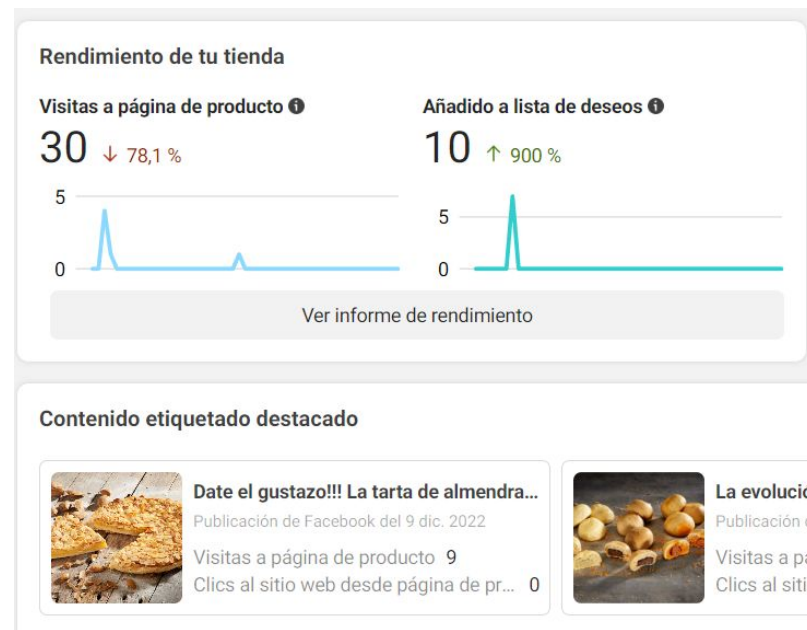 Rendimiento de tu tienda
Visitas a página de producto
Añadido a lista de deseos
30 ↓ 78,1 %
10 ↑ 900 %
5
0
5
0
Ver informe de rendimiento
Contenido etiquetado destacado
Date el gustazo!!! La tarta de almendra...
Publicación de Facebook del 9 dic. 2022
Visitas a página de producto 9
Clics al sitio web desde página de pr... 0
La evoluci
Publicación
Visitas a p
Clics al siti